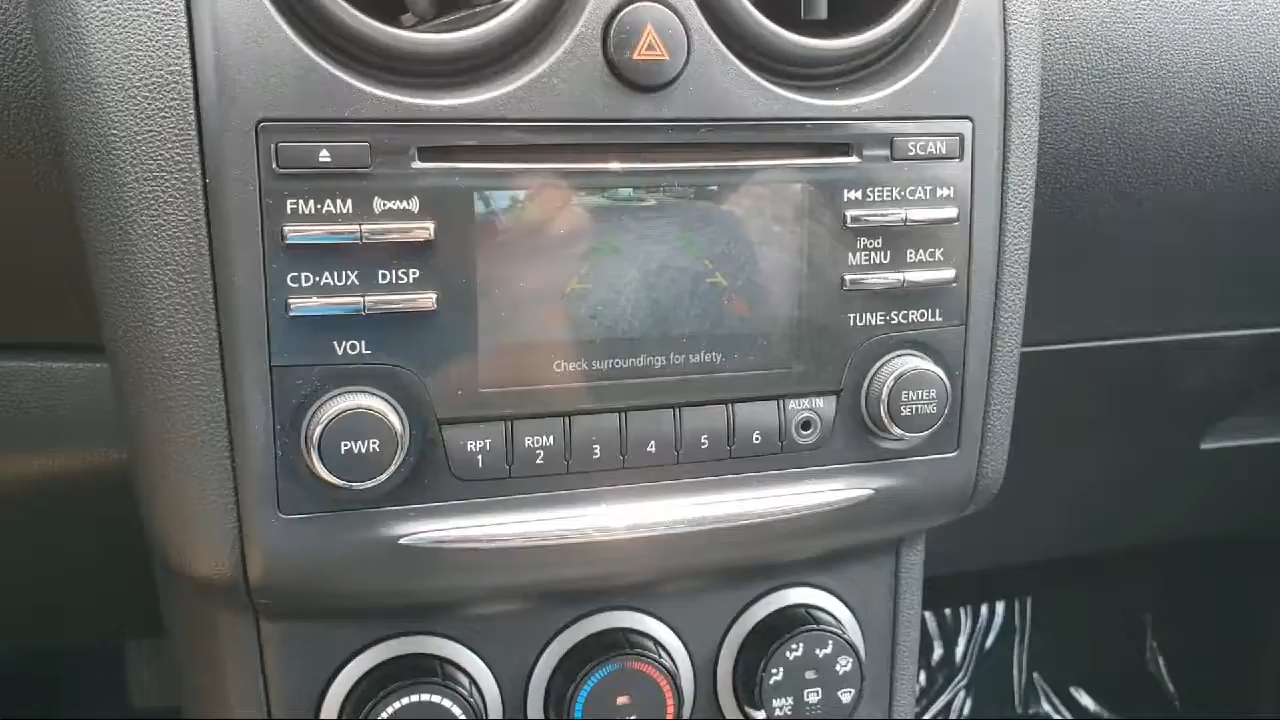 SCAN
FM·AM
((XM))
SEEK·CAT
iPod
MENU
BACK
CD·AUX
DISP
TUNE·SCROLL
VOL
Check surroundings for safety.
PWR
ENTER
SETTING
RPT
1
RDM
2
3
4
5
6
AUX IN
MAX
A/C